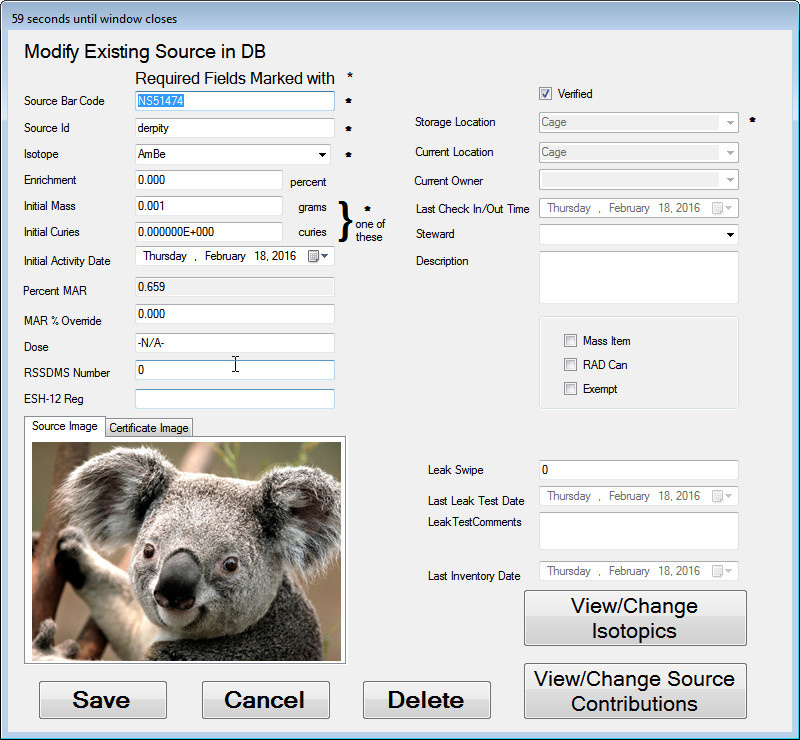 59 seconds until window closes
Modify Existing Source in DB
Required Fields Marked with *
Source Bar Code NS51474 *
Source Id derpity *
Isotope AmBe *
Enrichment 0.000 percent
Initial Mass 0.001 grams
Initial Curies 0.000000E+000 curies
} * one of
these
Initial Activity Date Thursday , February 18, 2016
Percent MAR 0.659
MAR % Override 0.000
Dose -N/A-
RSSDMS Number 0
ESH-12 Reg
Verified
Storage Location Cage *
Current Location Cage
Current Owner
Last Check In/Out Time Thursday , February 18, 2016
Steward
Description
Mass Item
RAD Can
Exempt
Source Image Certificate Image
Leak Swipe 0
Last Leak Test Date Thursday , February 18, 2016
LeakTestComments
Last Inventory Date Thursday , February 18, 2016
View/Change
Isotopics
Save Cancel Delete
View/Change Source
Contributions